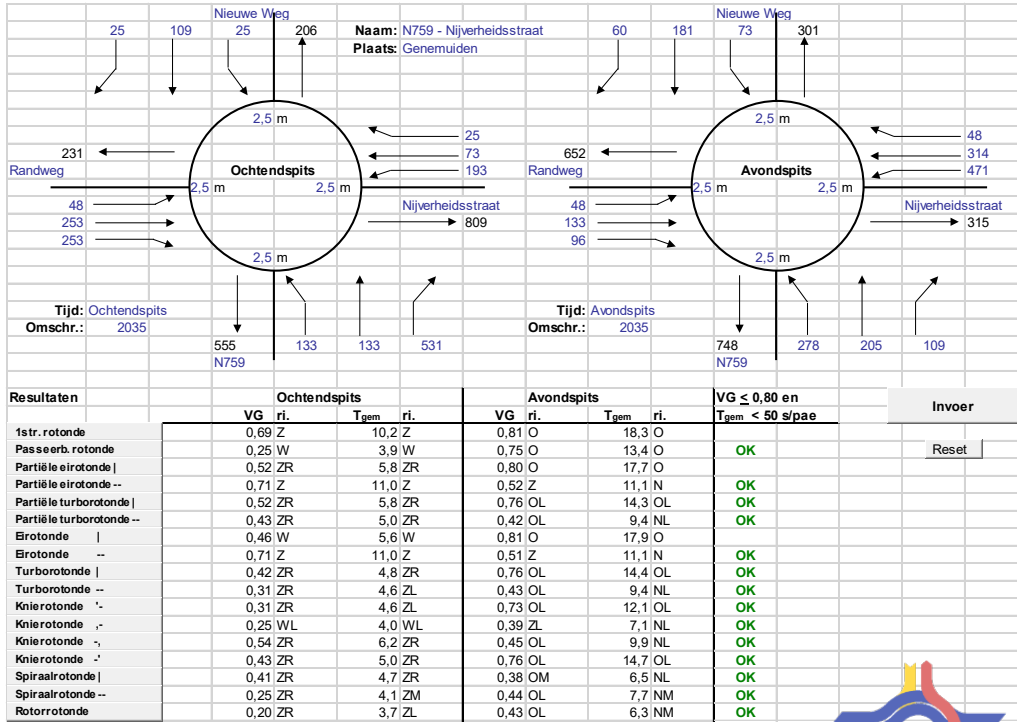 Nieuwe Weg Nieuwe Weg
25 109 25 206 Naam: N759 - Nijverheidsstraat 60 181 73 301
Plaats: Genemuiden
2,5 m 2,5 m
25 48
231 73 652 314
Randweg Ochtendspits 193 Randweg Avondspits 471
2,5 m 2,5 m 2,5 m 2,5 m
48 Nijverheidsstraat 48 Nijverheidsstraat
253 809 133 315
253 96
2,5 m 2,5 m
Tijd: Ochtendspits Tijd: Avondspits
Omschr.: 2035 Omschr.: 2035
555 133 133 531 748 278 205 109
N759 N759
Resultaten Ochtendspits Avondspits VG ≤ 0,80 en
VG ri. Tgem ri. VG ri. Tgem ri. Tgem < 50 s/pae Invoer
1str. rotonde 0,69 Z 10,2 Z 0,81 O 18,3 O
Passeerb. rotonde 0,25 W 3,9 W 0,75 O 13,4 O OK Reset
Partiële eirotonde | 0,52 ZR 5,8 ZR 0,80 O 17,7 O
Partiële eirotonde -- 0,71 Z 11,0 Z 0,52 Z 11,1 N OK
Partiële turborotonde | 0,52 ZR 5,8 ZR 0,76 OL 14,3 OL OK
Partiële turborotonde -- 0,43 ZR 5,0 ZR 0,42 OL 9,4 NL OK
Eirotonde | 0,46 W 5,6 W 0,81 O 17,9 O
Eirotonde -- 0,71 Z 11,0 Z 0,51 Z 11,1 N OK
Turborotonde | 0,42 ZR 4,8 ZR 0,76 OL 14,4 OL OK
Turborotonde -- 0,31 ZR 4,6 ZL 0,43 OL 9,4 NL OK
Knierotonde '- 0,31 ZR 4,6 ZL 0,73 OL 12,1 OL OK
Knierotonde ,- 0,25 WL 4,0 WL 0,39 ZL 7,1 NL OK
Knierotonde -, 0,54 ZR 6,2 ZR 0,45 OL 9,9 NL OK
Knierotonde -' 0,43 ZR 5,0 ZR 0,76 OL 14,7 OL OK
Spiraalrotonde | 0,41 ZR 4,7 ZR 0,38 OM 6,5 NL OK
Spiraalrotonde -- 0,25 ZR 4,1 ZM 0,44 OL 7,7 NM OK
Rotorrotonde 0,20 ZR 3,7 ZL 0,43 OL 6,3 NM OK